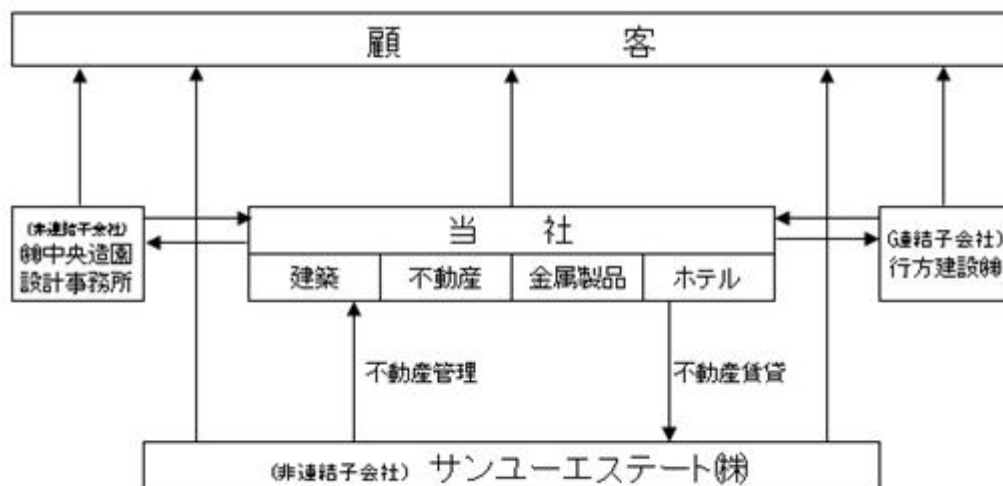 顧　客
(非連結子会社)
㈱中央造園
設計事務所
当　社
建築
不動産
金属製品
ホテル
(連結子会社)
行方建設㈱
不動産管理
不動産賃貸
(非連結子会社) サンユーエステート㈱